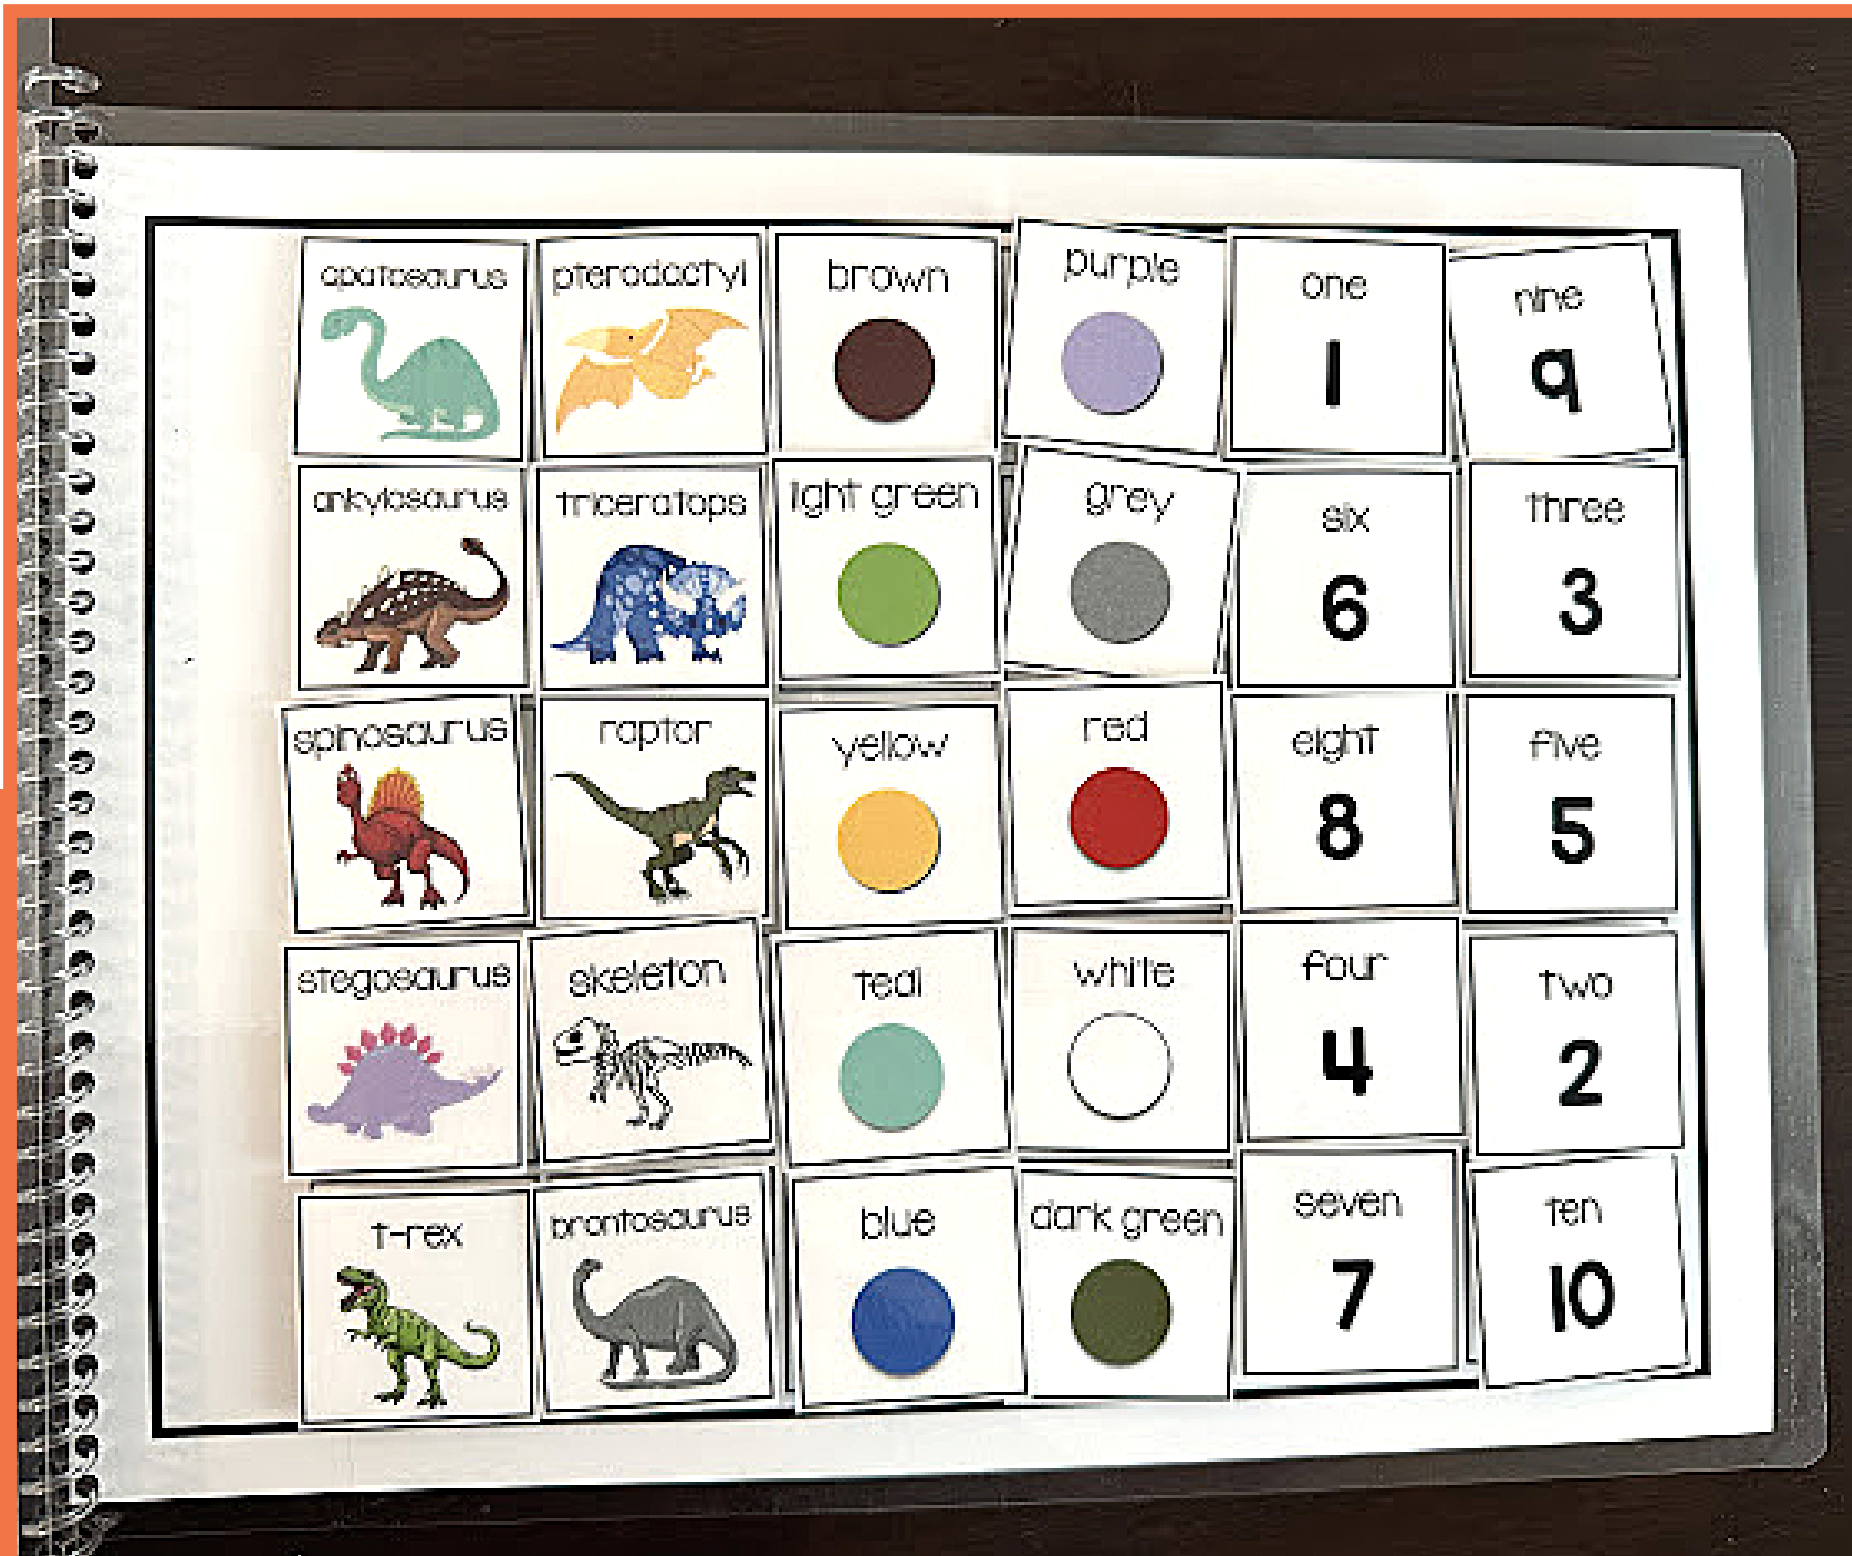 apatosaurus
pterodactyl
brown
purple
one
1
nine
9
ankylosaurus
triceratops
light green
grey
six
6
three
3
spinosaurus
raptor
yellow
red
eight
8
five
5
stegosaurus
skeleton
teal
white
four
4
two
2
t-rex
brontosaurus
blue
dark green
seven
7
ten
10